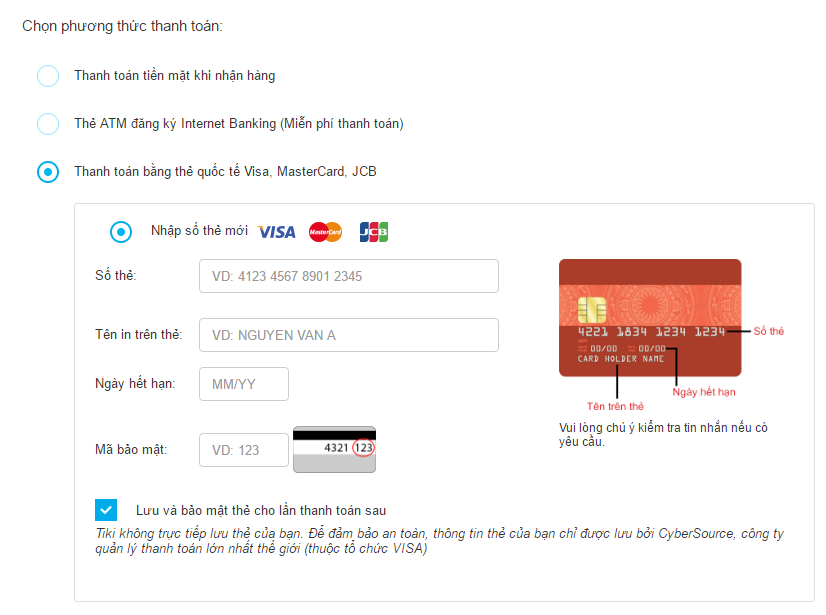 Chọn phương thức thanh toán:
Thanh toán tiền mặt khi nhận hàng
Thẻ ATM đăng ký Internet Banking (Miễn phí thanh toán)
Thanh toán bằng thẻ quốc tế Visa, MasterCard, JCB
Nhập số thẻ mới VISA MasterCard JCB
Số thẻ:
VD: 4123 4567 8901 2345
Tên in trên thẻ:
VD: NGUYEN VAN A
Ngày hết hạn:
MM/YY
Mã bảo mật:
VD: 123
4321 123
4221 1834 1234 1234
Số thẻ
00/00 00/00
CARD HOLDER NAME
Ngày hết hạn
Tên trên thẻ
Vui lòng chú ý kiểm tra tin nhắn nếu có
yêu cầu.
Lưu và bảo mật thẻ cho lần thanh toán sau
Tiki không trực tiếp lưu thẻ của bạn. Để đảm bảo an toàn, thông tin thẻ của bạn chỉ được lưu bởi CyberSource, công ty
quản lý thanh toán lớn nhất thế giới (thuộc tổ chức VISA)